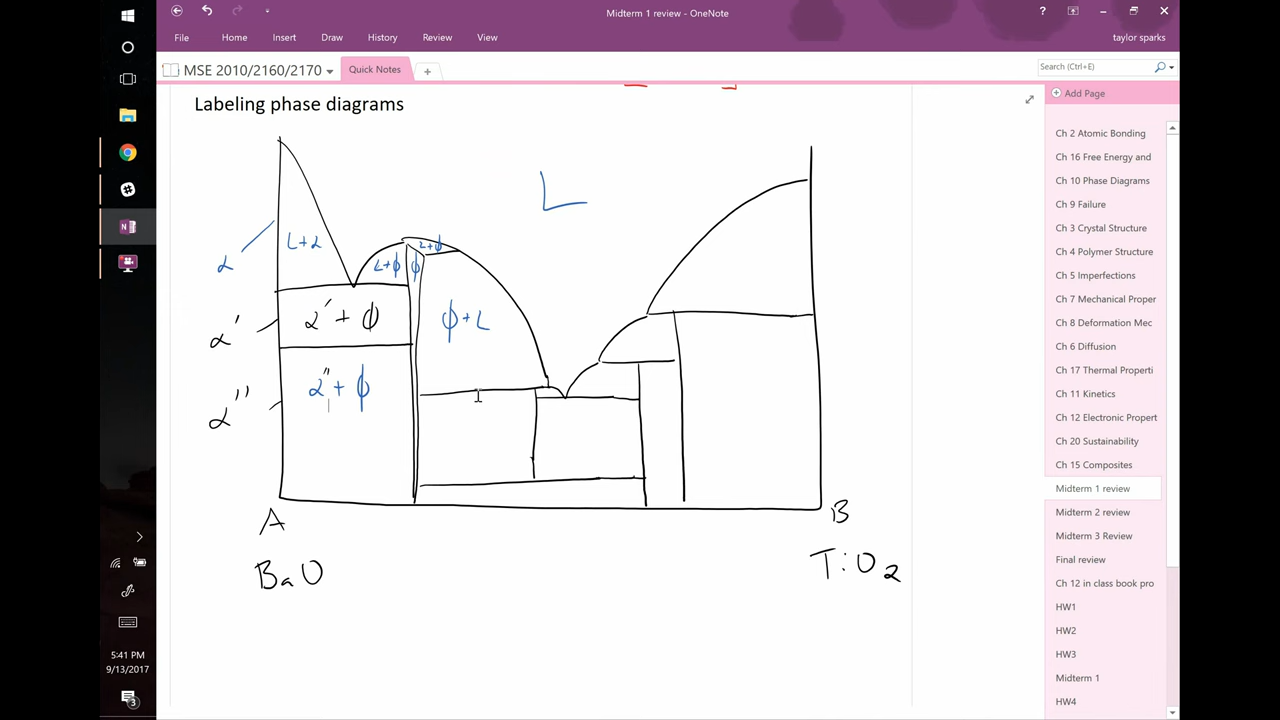 Midterm 1 review - OneNote
taylor sparks
File Home Insert Draw History Review View
MSE 2010/2160/2170
Quick Notes
Search (Ctrl+E)
Labeling phase diagrams
Add Page
Ch 2 Atomic Bonding
Ch 16 Free Energy and
Ch 10 Phase Diagrams
Ch 9 Failure
Ch 3 Crystal Structure
Ch 4 Polymer Structure
Ch 5 Imperfections
Ch 7 Mechanical Proper
Ch 8 Deformation Mec
Ch 6 Diffusion
Ch 17 Thermal Properti
Ch 11 Kinetics
Ch 12 Electronic Propert
Ch 20 Sustainability
Ch 15 Composites
Midterm 1 review
Midterm 2 review
Midterm 3 Review
Final review
Ch 12 in class book pro
HW1
HW2
HW3
Midterm 1
HW4
L
L+α
α
L+ϕ
ϕ
L+ϕ
α' + ϕ
ϕ+L
α'
α" + ϕ
α''
A
B
BaO
TiO2
5:41 PM
9/13/2017
3